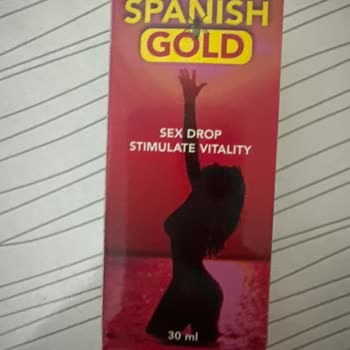 SPANISH
GOLD
SEX DROP
STIMULATE VITALITY
30 ml